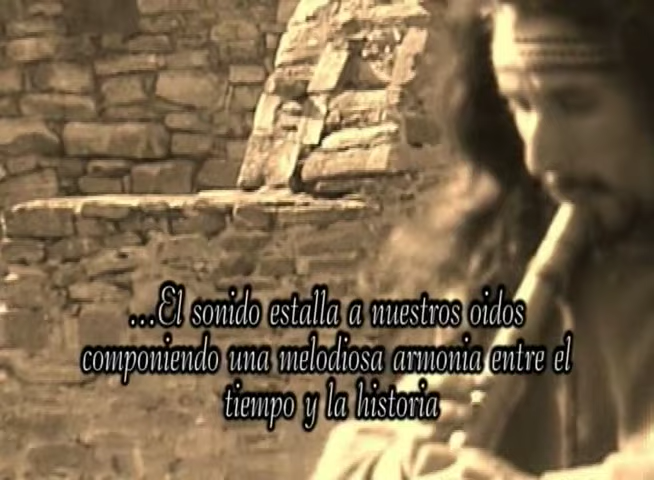 ...El sonido estalla a nuestros oidos
componiendo una melodiosa armonia entre el
tiempo y la historia